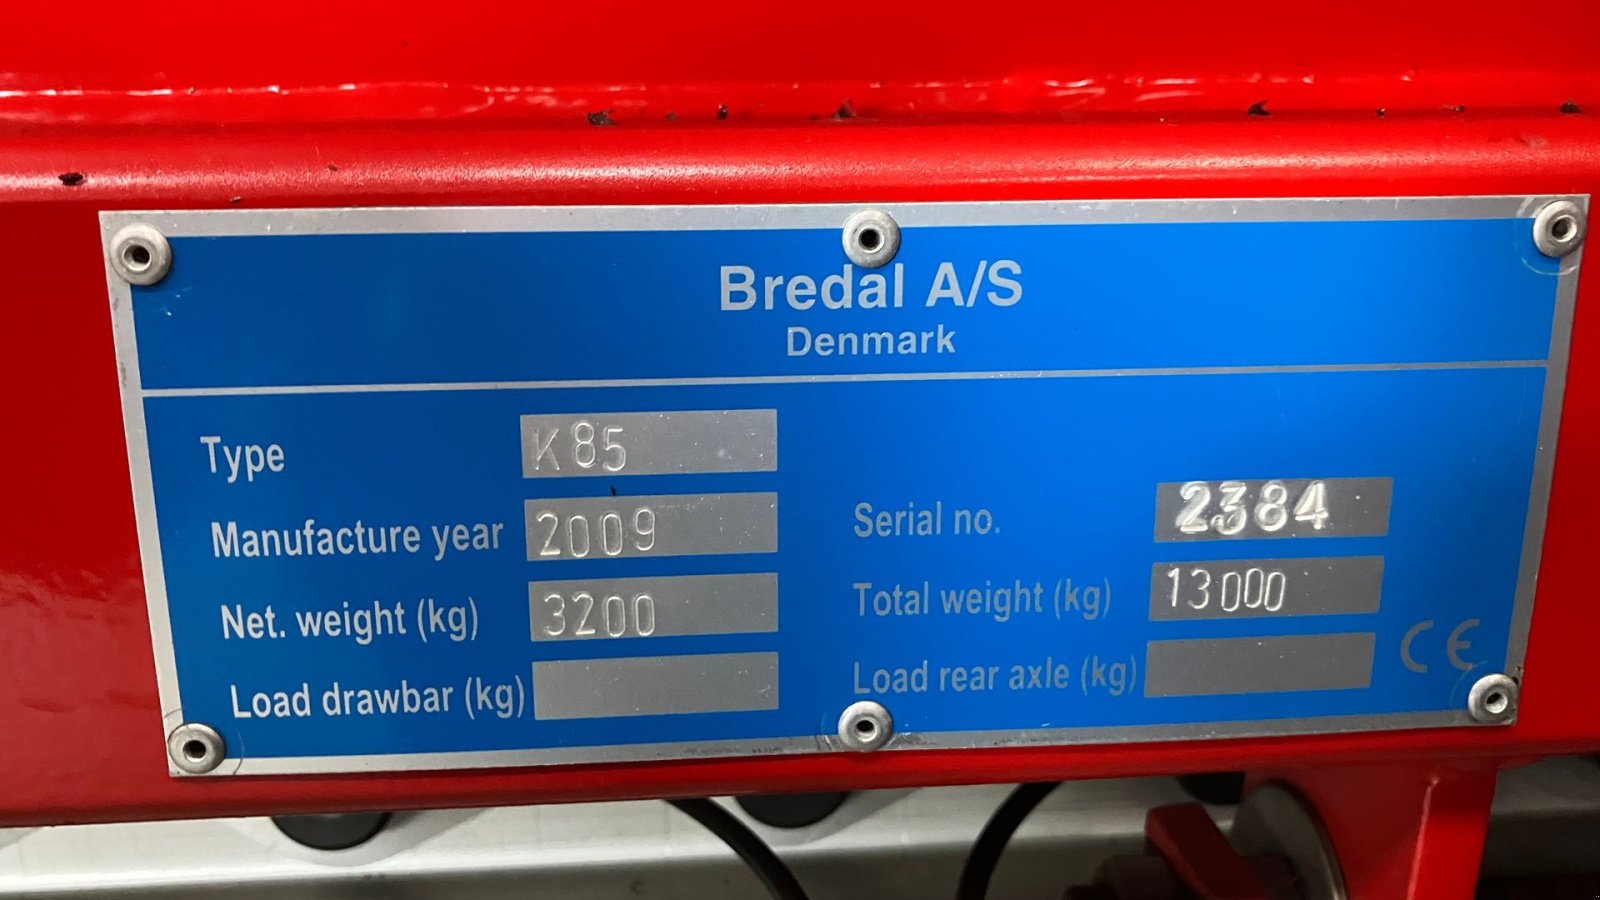 Bredal A/S
Denmark
Type K85
Manufacture year 2009
Net. weight (kg) 3200
Load drawbar (kg)
Serial no. 2384
Total weight (kg) 13000
Load rear axle (kg)
CE